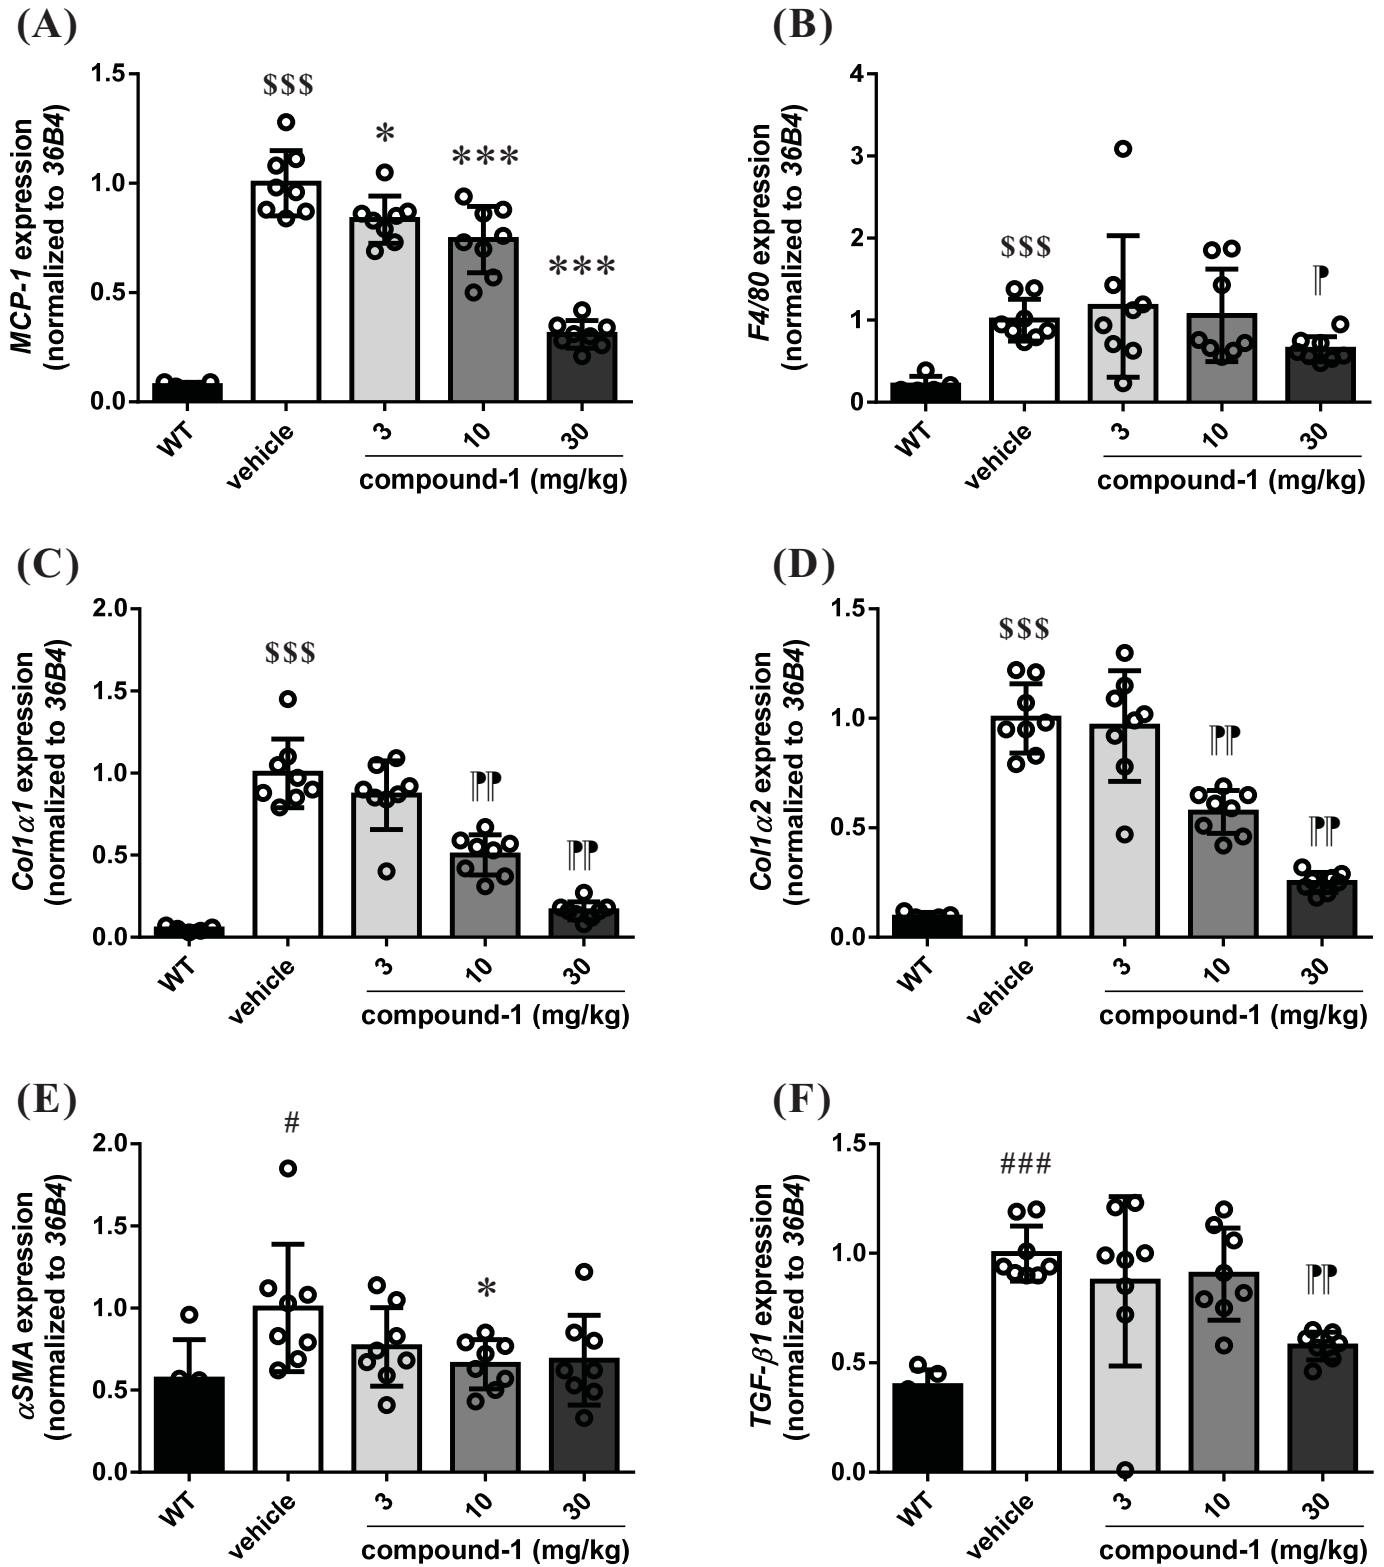 (A)
MCP-1 expression
(normalized to 36B4)
1.5
1.0
0.5
0.0
$$$
*
***
***
WT
vehicle
3
10
30
compound-1 (mg/kg)
(B)
F4/80 expression
(normalized to 36B4)
4
3
2
1
0
$$$
¶
WT
vehicle
3
10
30
compound-1 (mg/kg)
(C)
Col1α1 expression
(normalized to 36B4)
2.0
1.5
1.0
0.5
0.0
$$$
¶¶
¶¶
WT
vehicle
3
10
30
compound-1 (mg/kg)
(D)
Col1α2 expression
(normalized to 36B4)
1.5
1.0
0.5
0.0
$$$
¶¶
¶¶
WT
vehicle
3
10
30
compound-1 (mg/kg)
(E)
αSMA expression
(normalized to 36B4)
2.0
1.5
1.0
0.5
0.0
#
*
WT
vehicle
3
10
30
compound-1 (mg/kg)
(F)
TGF-β1 expression
(normalized to 36B4)
1.5
1.0
0.5
0.0
###
¶¶
WT
vehicle
3
10
30
compound-1 (mg/kg)